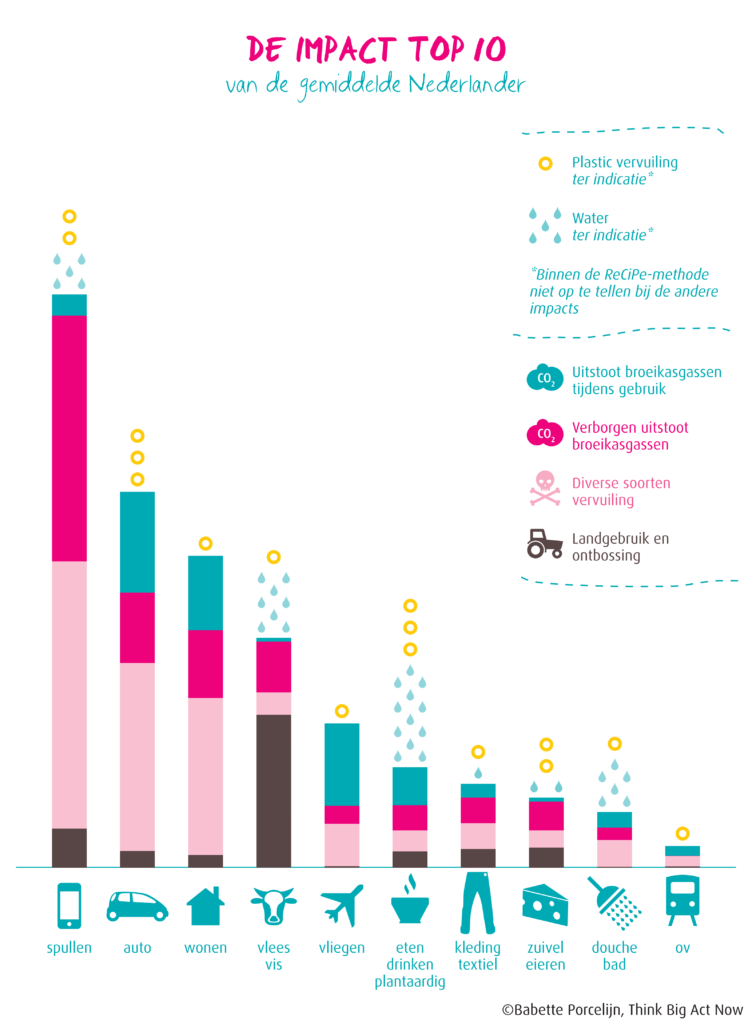 DE IMPACT TOP 10
van de gemiddelde Nederlander
Plastic vervuiling
ter indicatie*
Water
ter indicatie*
*Binnen de ReCiPe-methode
niet op te tellen bij de andere
impacts
CO2
Uitstoot broeikasgassen
tijdens gebruik
CO2
Verborgen uitstoot
broeikasgassen
Diverse soorten
vervuiling
Landgebruik en
ontbossing
spullen
auto
wonen
vlees
vis
vliegen
eten
drinken
plantaardig
kleding
textiel
zuivel
eieren
douche
bad
ov
©Babette Porcelijn, Think Big Act Now